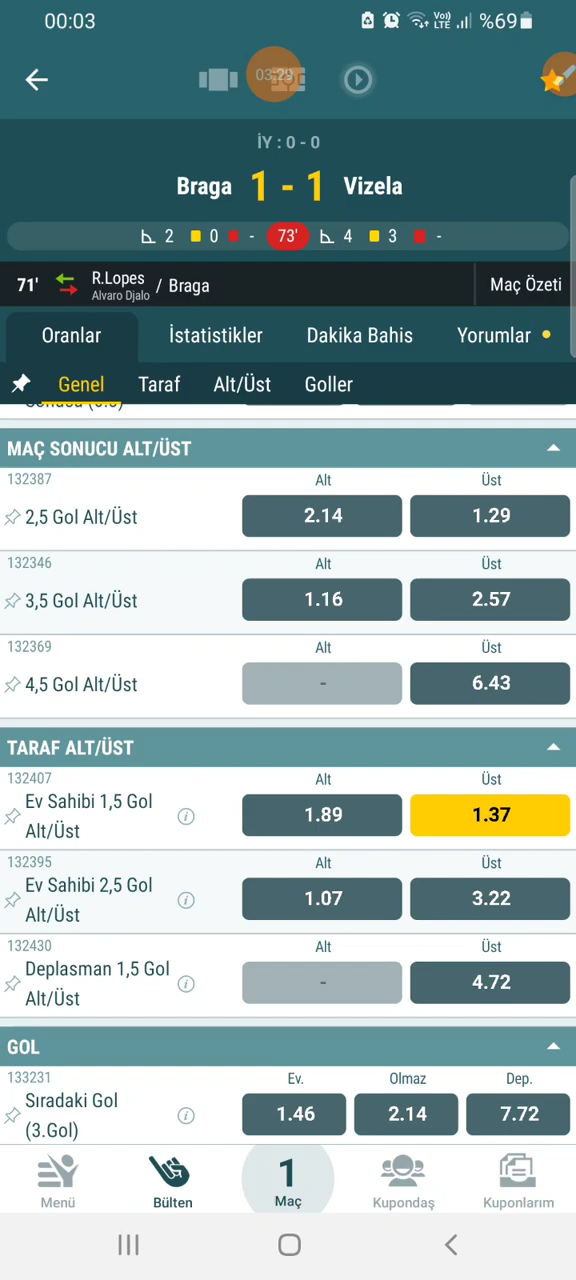 00:03
Vo)) LTE %69
03:29
İY : 0 - 0
Braga 1 - 1 Vizela
2 0 - 73' 4 3 -
71' R.Lopes Alvaro Djalo / Braga Maç Özeti
Oranlar İstatistikler Dakika Bahis Yorumlar
Genel Taraf Alt/Üst Goller
MAÇ SONUCU ALT/ÜST
132387 Alt Üst
2,5 Gol Alt/Üst 2.14 1.29
132346 Alt Üst
3,5 Gol Alt/Üst 1.16 2.57
132369 Alt Üst
4,5 Gol Alt/Üst - 6.43
TARAF ALT/ÜST
132407 Alt Üst
Ev Sahibi 1,5 Gol
Alt/Üst 1.89 1.37
132395 Alt Üst
Ev Sahibi 2,5 Gol
Alt/Üst 1.07 3.22
132430 Alt Üst
Deplasman 1,5 Gol
Alt/Üst - 4.72
GOL
133231 Ev. Olmaz Dep.
Sıradaki Gol
(3.Gol) 1.46 2.14 7.72
1
Menü Bülten Maç Kupondaş Kuponlarım